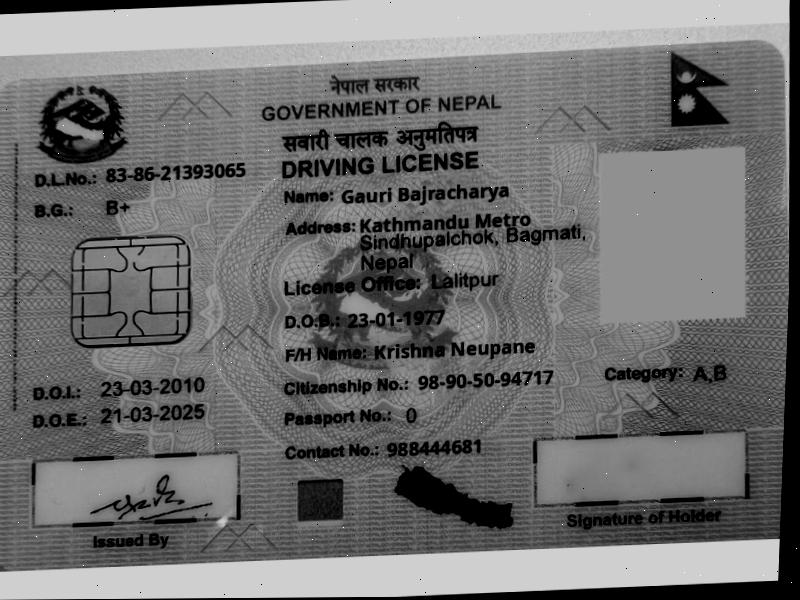 नेपाल सरकार
GOVERNMENT OF NEPAL
सवारी चालक अनुमतिपत्र
DRIVING LICENSE
D.L.No.: 83-86-21393065
B.G.: B+
Name: Gauri Bajracharya
Address: Kathmandu Metro
Sindhupalchok, Bagmati,
Nepal
License Office: Lalitpur
D.O.B.: 23-01-1977
F/H Name: Krishna Neupane
Citizenship No.: 98-90-50-94717
Passport No.: 0
Contact No.: 988444681
Category: A,B
D.O.I.: 23-03-2010
D.O.E.: 21-03-2025
Issued By
Signature of Holder